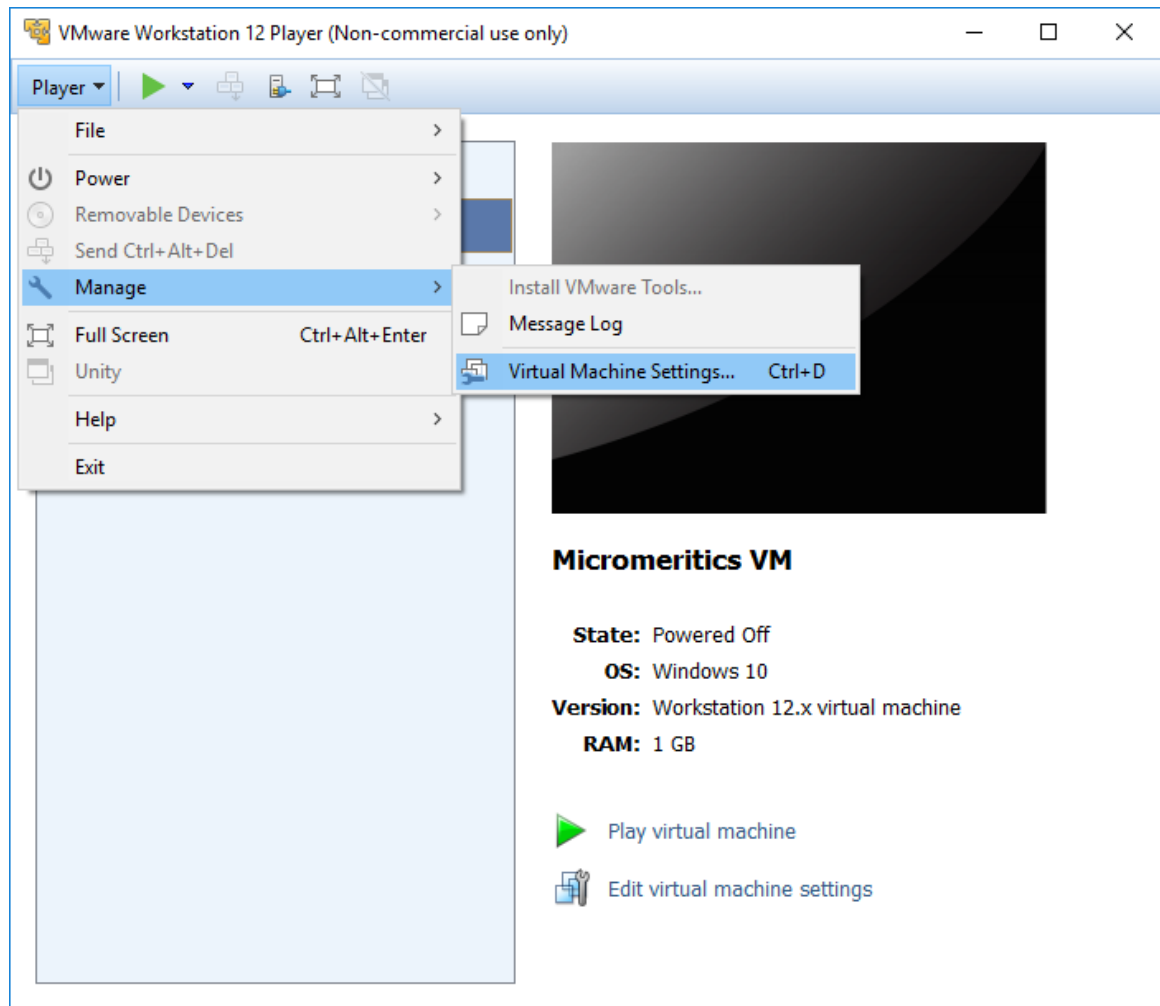 VMware Workstation 12 Player (Non-commercial use only)
Player
File
Power
Removable Devices
Send Ctrl+Alt+Del
Manage
Full Screen Ctrl+Alt+Enter
Unity
Help
Exit
Install VMware Tools...
Message Log
Virtual Machine Settings... Ctrl+D
Micromeritics VM
State: Powered Off
OS: Windows 10
Version: Workstation 12.x virtual machine
RAM: 1 GB
Play virtual machine
Edit virtual machine settings